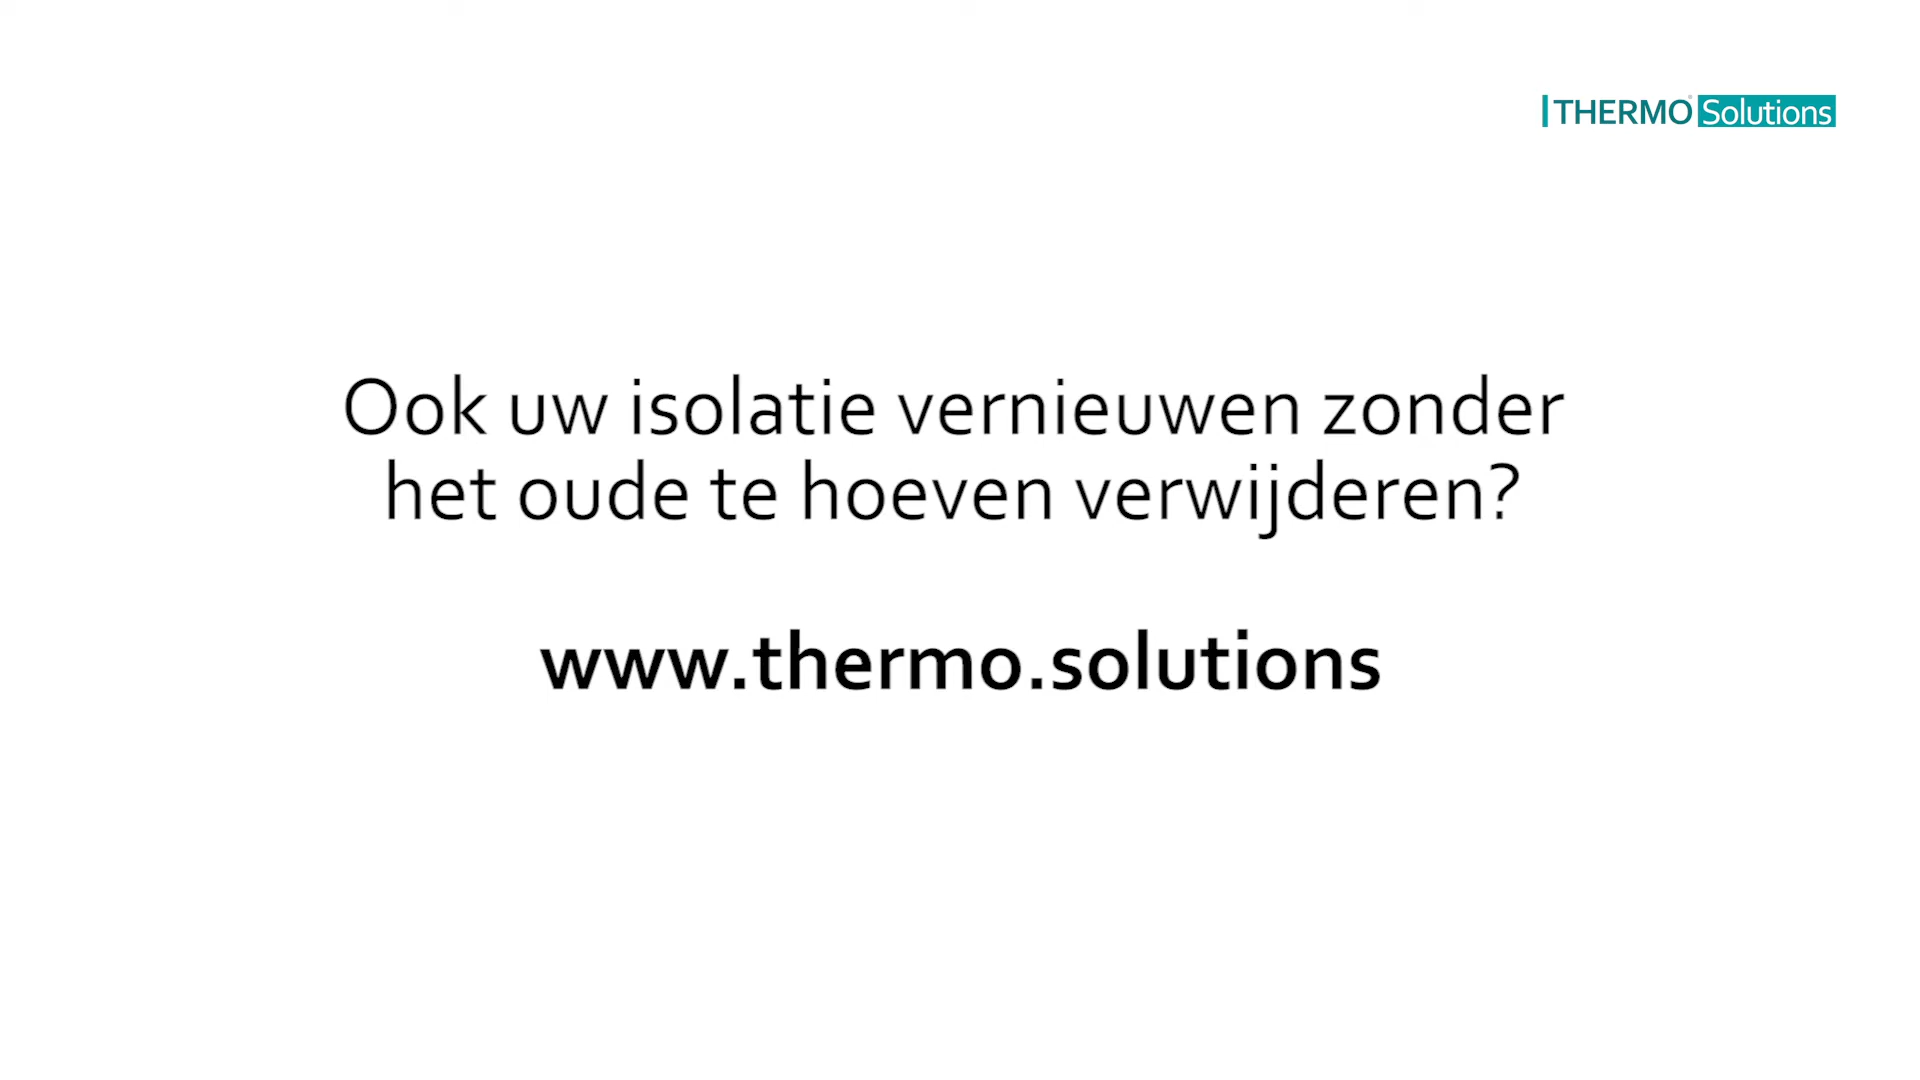 THERMO® Solutions
Ook uw isolatie vernieuwen zonder
het oude te hoeven verwijderen?
www.thermo.solutions